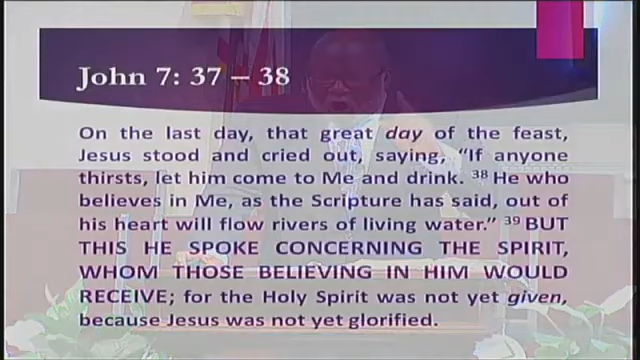 John 7: 37 – 38
On the last day, that great day of the feast,
Jesus stood and cried out, saying, “If anyone
thirsts, let him come to Me and drink. 38 He who
believes in Me, as the Scripture has said, out of
his heart will flow rivers of living water.” 39 BUT
THIS HE SPOKE CONCERNING THE SPIRIT,
WHOM THOSE BELIEVING IN HIM WOULD
RECEIVE; for the Holy Spirit was not yet given,
because Jesus was not yet glorified.